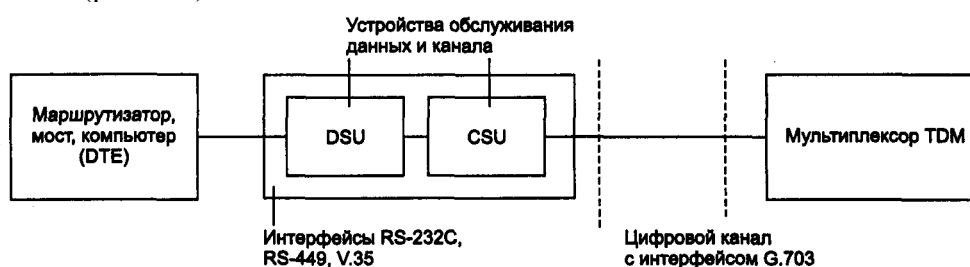 Устройства обслуживания
данных и канала
Маршрутизатор,
мост, компьютер
(DTE)
DSU
CSU
Мультиплексор TDM
Интерфейсы RS-232C,
RS-449, V.35
Цифровой канал
с интерфейсом G.703